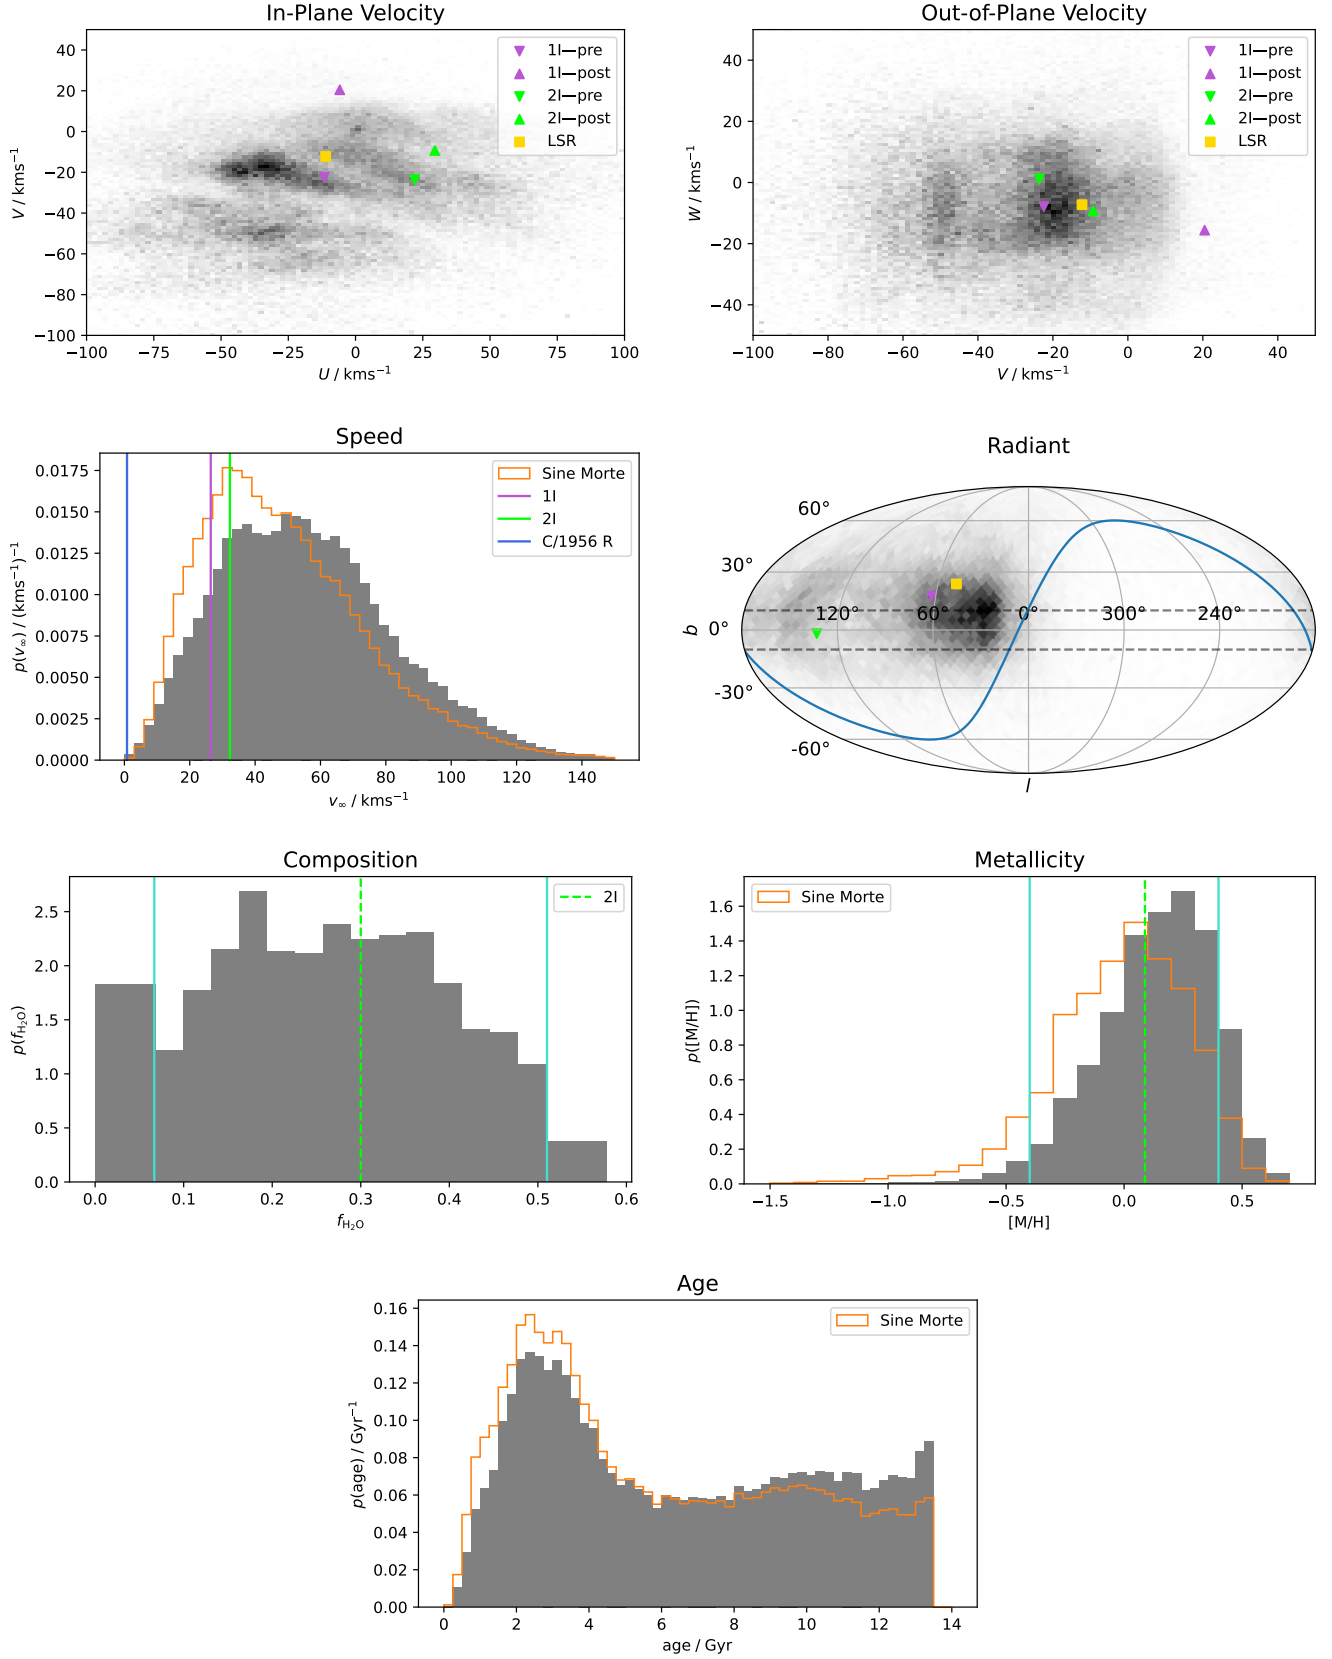 In-Plane Velocity
1I—pre
1I—post
2I—pre
2I—post
LSR
40
20
0
−20
−40
−60
−80
−100
V / kms⁻¹
−100 −75 −50 −25 0 25 50 75 100
U / kms⁻¹
Out-of-Plane Velocity
1I—pre
1I—post
2I—pre
2I—post
LSR
40
20
0
−20
−40
W / kms⁻¹
−100 −80 −60 −40 −20 0 20 40
V / kms⁻¹
Speed
Sine Morte
1I
2I
C/1956 R
0.0175
0.0150
0.0125
0.0100
0.0075
0.0050
0.0025
0.0000
p(v∞) / (kms⁻¹)⁻¹
0 20 40 60 80 100 120 140
v∞ / kms⁻¹
Radiant
60°
30°
0°
-30°
-60°
b
120° 60° 0° 300° 240°
l
Composition
2I
2.5
2.0
1.5
1.0
0.5
0.0
p(f_H₂O)
0.0 0.1 0.2 0.3 0.4 0.5 0.6
f_H₂O
Metallicity
Sine Morte
1.6
1.4
1.2
1.0
0.8
0.6
0.4
0.2
0.0
p([M/H])
−1.5 −1.0 −0.5 0.0 0.5
[M/H]
Age
Sine Morte
0.16
0.14
0.12
0.10
0.08
0.06
0.04
0.02
0.00
p(age) / Gyr⁻¹
0 2 4 6 8 10 12 14
age / Gyr